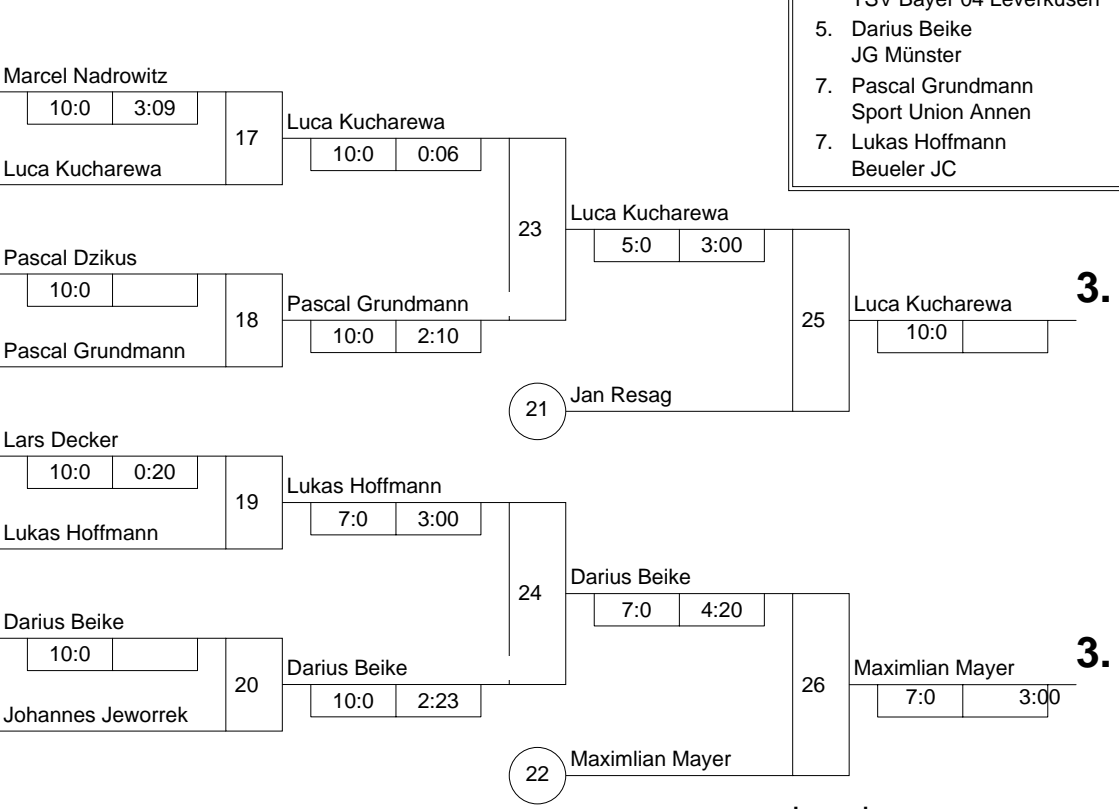 TSV Bayer 04 Leverkusen
5. Darius Beike
JG Münster
7. Pascal Grundmann
Sport Union Annen
7. Lukas Hoffmann
Beueler JC
Marcel Nadrowitz
10:0 3:09
17
Luca Kucharewa
Luca Kucharewa
10:0 0:06
23
Pascal Dzikus
10:0
18
Pascal Grundmann
Pascal Grundmann
10:0 2:10
Luca Kucharewa
5:0 3:00
25
21 Jan Resag
Luca Kucharewa 3.
10:0
Lars Decker
10:0 0:20
19
Lukas Hoffmann
Lukas Hoffmann
7:0 3:00
24
Darius Beike
10:0
20
Johannes Jeworrek
Darius Beike
10:0 2:23
Darius Beike
7:0 4:20
26
22 Maximlian Mayer
Maximlian Mayer 3.
7:0 3:00